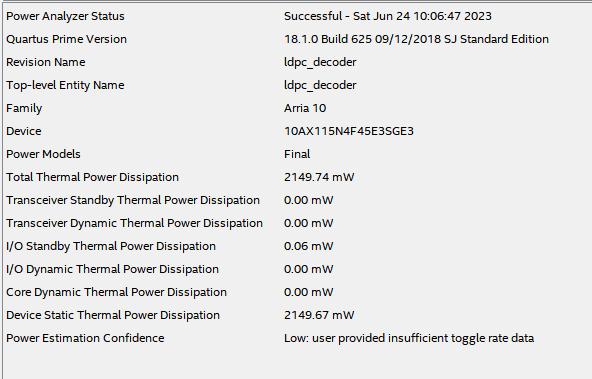 Power Analyzer Status Successful - Sat Jun 24 10:06:47 2023
Quartus Prime Version 18.1.0 Build 625 09/12/2018 SJ Standard Edition
Revision Name ldpc_decoder
Top-level Entity Name ldpc_decoder
Family Arria 10
Device 10AX115N4F45E3SGE3
Power Models Final
Total Thermal Power Dissipation 2149.74 mW
Transceiver Standby Thermal Power Dissipation 0.00 mW
Transceiver Dynamic Thermal Power Dissipation 0.00 mW
I/O Standby Thermal Power Dissipation 0.06 mW
I/O Dynamic Thermal Power Dissipation 0.00 mW
Core Dynamic Thermal Power Dissipation 0.00 mW
Device Static Thermal Power Dissipation 2149.67 mW
Power Estimation Confidence Low: user provided insufficient toggle rate data